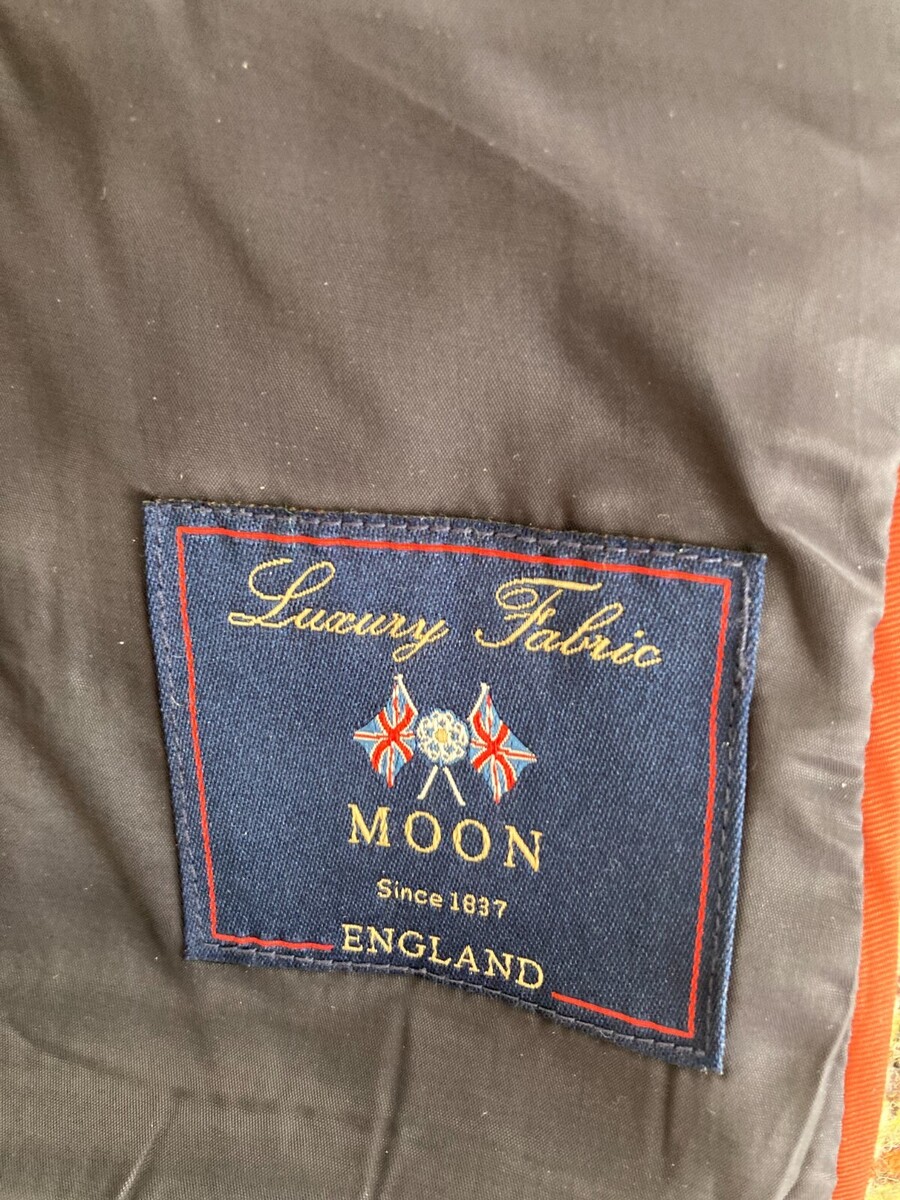 Luxury Fabric
MOON
Since 1837
ENGLAND